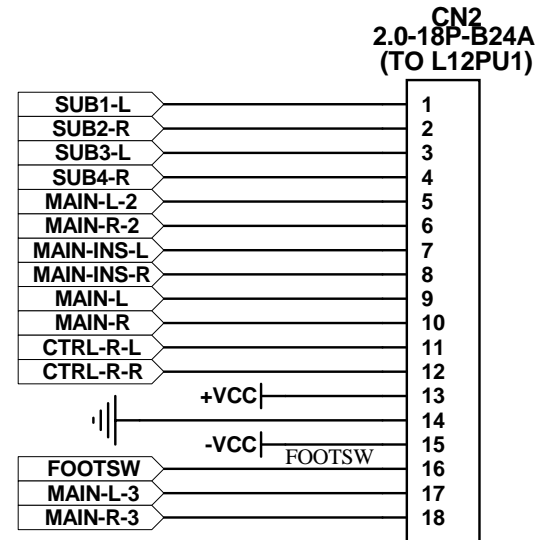 CN2
2.0-18P-B24A
(TO L12PU1)
SUB1-L 1
SUB2-R 2
SUB3-L 3
SUB4-R 4
MAIN-L-2 5
MAIN-R-2 6
MAIN-INS-L 7
MAIN-INS-R 8
MAIN-L 9
MAIN-R 10
CTRL-R-L 11
CTRL-R-R 12
+VCC 13
14
-VCC 15
FOOTSW FOOTSW 16
MAIN-L-3 17
MAIN-R-3 18